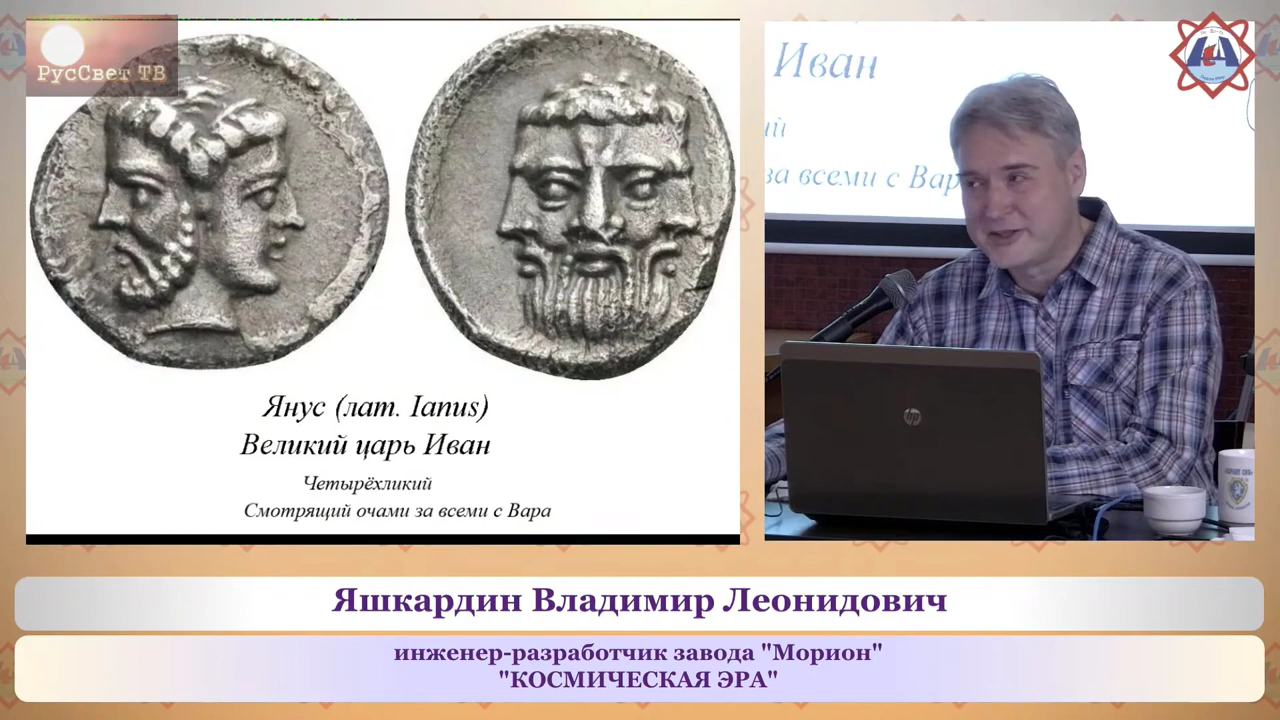 РусСвет ТВ
Янус (лат. Ianus)
Великий царь Иван
Четырёхликий
Смотрящий очами за всеми с Вара
Иван
ий
за всеми с Вар
hp
Яшкардин Владимир Леонидович
инженер-разработчик завода "Морион"
"КОСМИЧЕСКАЯ ЭРА"